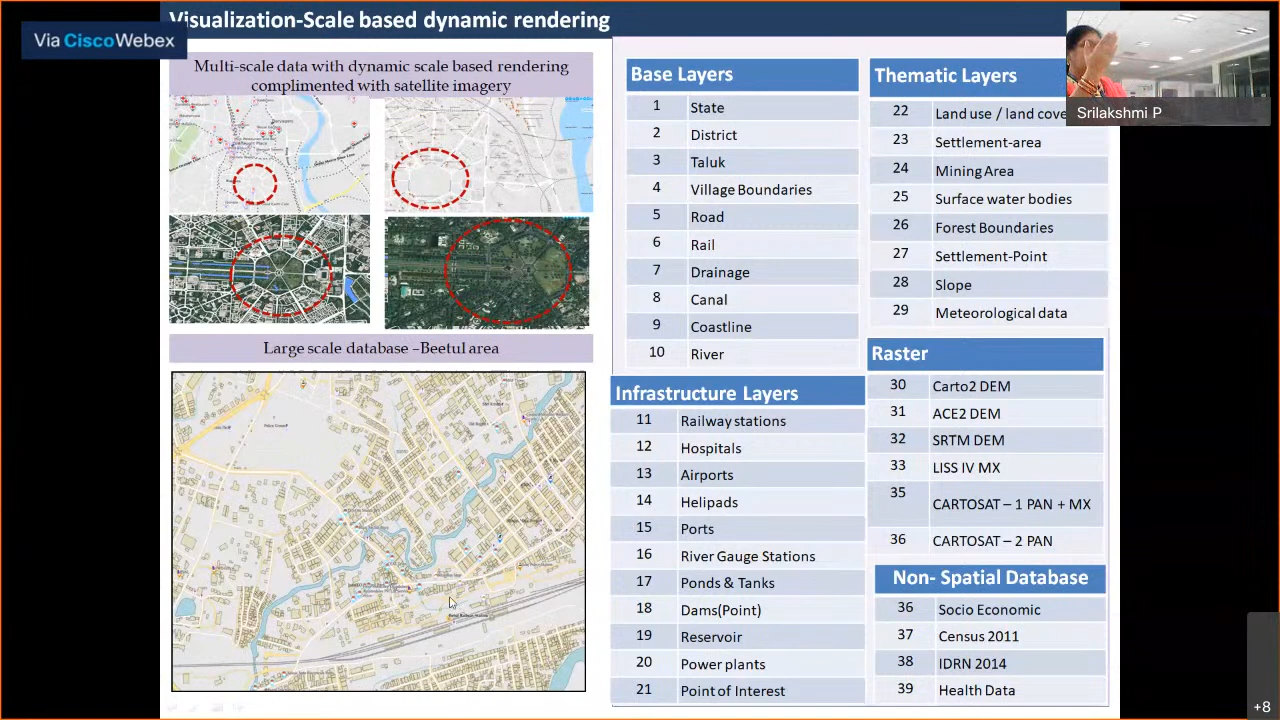 Visualization-Scale based dynamic rendering
Via CiscoWebex
Multi-scale data with dynamic scale based rendering
complimented with satellite imagery
Large scale database –Beetul area
Base Layers
1 State
2 District
3 Taluk
4 Village Boundaries
5 Road
6 Rail
7 Drainage
8 Canal
9 Coastline
10 River
Infrastructure Layers
11 Railway stations
12 Hospitals
13 Airports
14 Helipads
15 Ports
16 River Gauge Stations
17 Ponds & Tanks
18 Dams(Point)
19 Reservoir
20 Power plants
21 Point of Interest
Thematic Layers
22 Land use / land cove
23 Settlement-area
24 Mining Area
25 Surface water bodies
26 Forest Boundaries
27 Settlement-Point
28 Slope
29 Meteorological data
Raster
30 Carto2 DEM
31 ACE2 DEM
32 SRTM DEM
33 LISS IV MX
35 CARTOSAT – 1 PAN + MX
36 CARTOSAT – 2 PAN
Non- Spatial Database
36 Socio Economic
37 Census 2011
38 IDRN 2014
39 Health Data
Srilakshmi P
+8